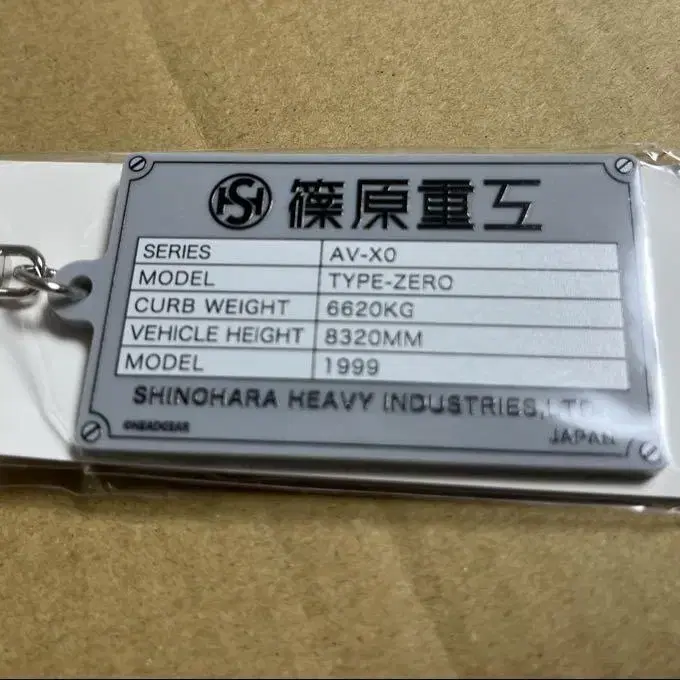 SH 篠原重工
SERIES AV-X0
MODEL TYPE-ZERO
CURB WEIGHT 6620KG
VEHICLE HEIGHT 8320MM
MODEL 1999
SHINOHARA HEAVY INDUSTRIES,LTD.
©HEADGEAR JAPAN